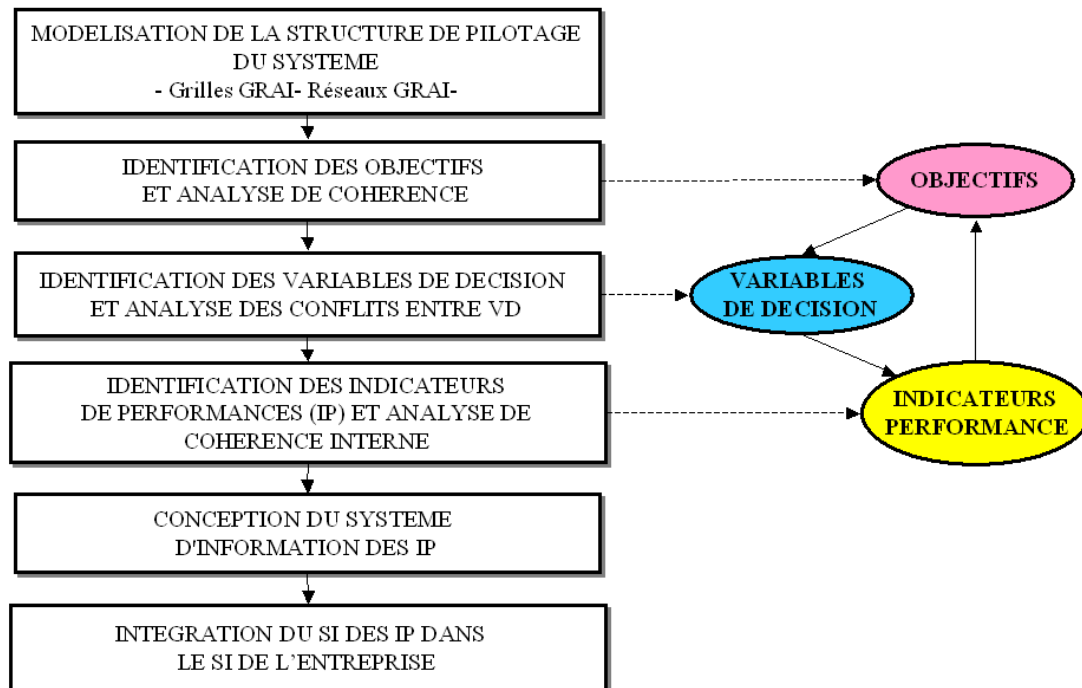 MODELISATION DE LA STRUCTURE DE PILOTAGE
DU SYSTEME
- Grilles GRAI- Réseaux GRAI-
IDENTIFICATION DES OBJECTIFS
ET ANALYSE DE COHERENCE
OBJECTIFS
IDENTIFICATION DES VARIABLES DE DECISION
ET ANALYSE DES CONFLITS ENTRE VD
VARIABLES
DE DECISION
IDENTIFICATION DES INDICATEURS
DE PERFORMANCES (IP) ET ANALYSE DE
COHERENCE INTERNE
INDICATEURS
PERFORMANCE
CONCEPTION DU SYSTEME
D'INFORMATION DES IP
INTEGRATION DU SI DES IP DANS
LE SI DE L’ENTREPRISE